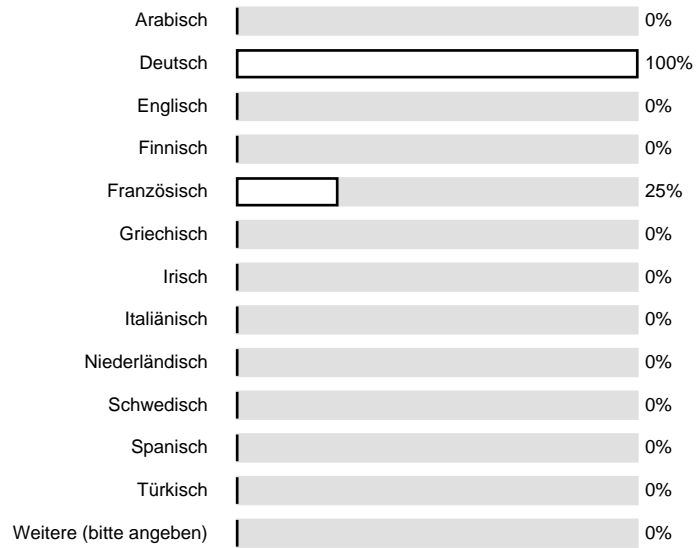 Arabisch 0%
Deutsch 100%
Englisch 0%
Finnisch 0%
Französisch 25%
Griechisch 0%
Irisch 0%
Italiänisch 0%
Niederländisch 0%
Schwedisch 0%
Spanisch 0%
Türkisch 0%
Weitere (bitte angeben) 0%